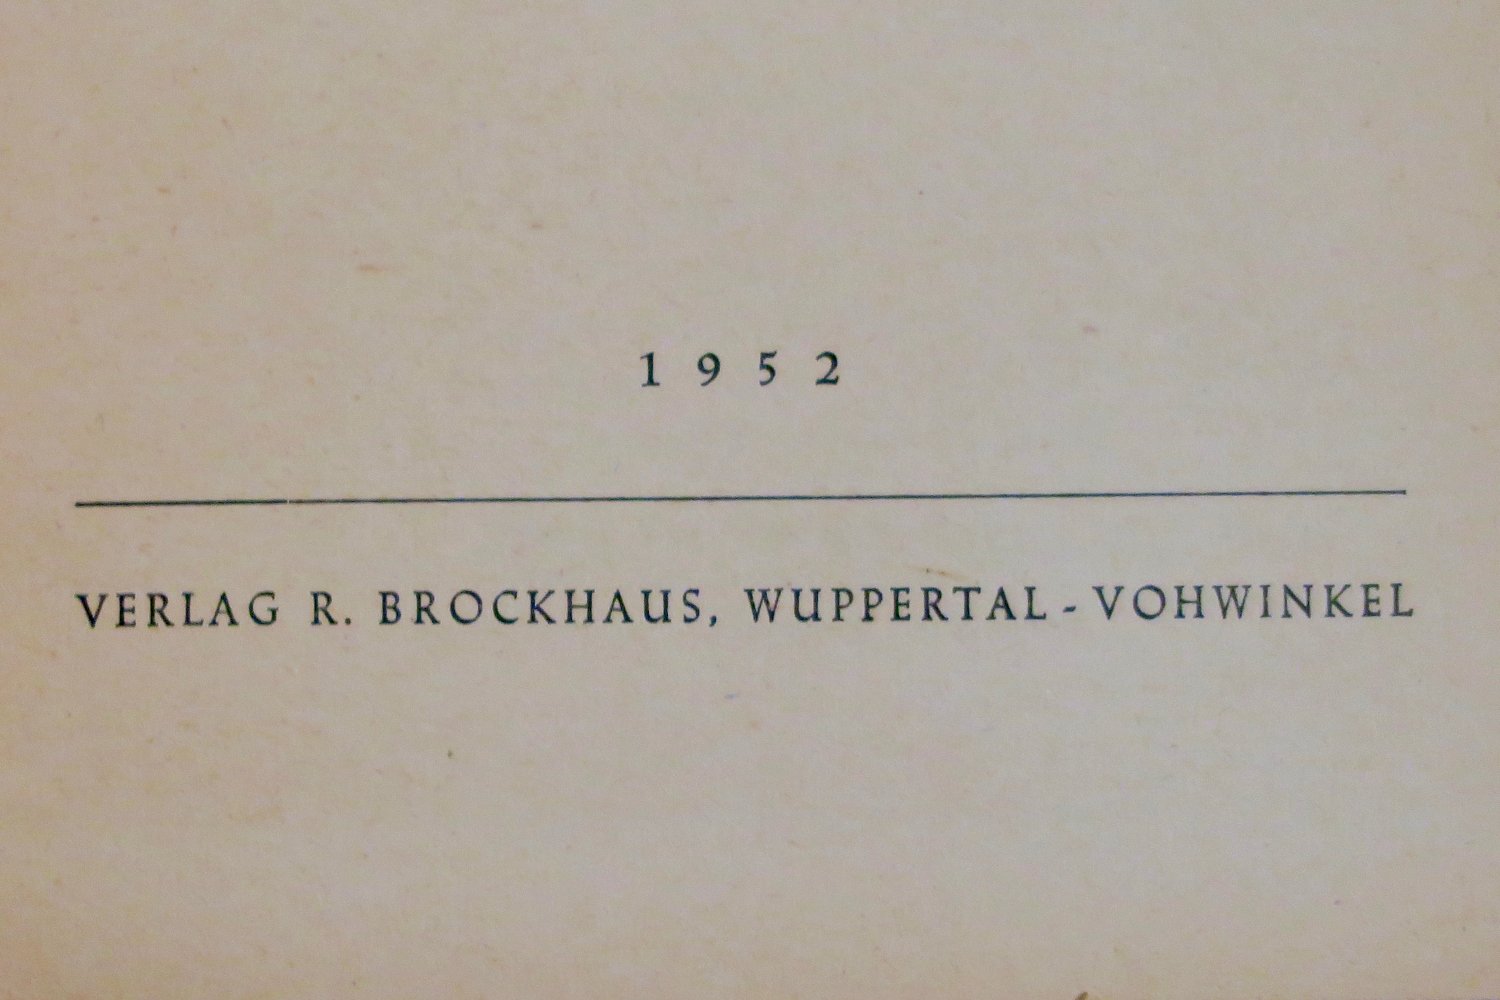 1 9 5 2
VERLAG R. BROCKHAUS, WUPPERTAL-VOHWINKEL